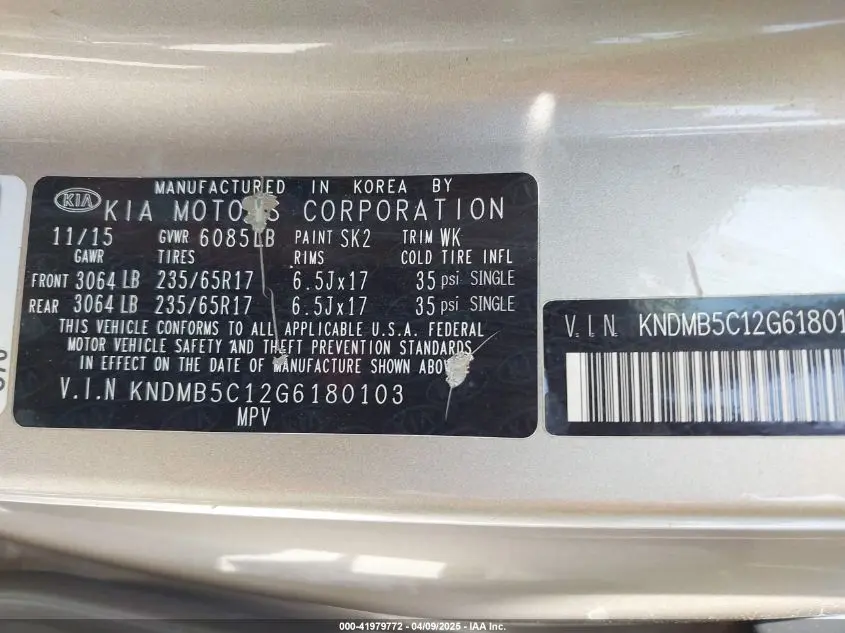 MANUFACTURED IN KOREA BY
KIA KIA MOTORS CORPORATION
11/15 GVWR 6085LB PAINT SK2 TRIM WK
GAWR TIRES RIMS COLD TIRE INFL
FRONT 3064 LB 235/65R17 6.5Jx17 35 psi SINGLE
REAR 3064 LB 235/65R17 6.5Jx17 35 psi SINGLE
THIS VEHICLE CONFORMS TO ALL APPLICABLE U.S.A. FEDERAL
MOTOR VEHICLE SAFETY AND THEFT PREVENTION STANDARDS
IN EFFECT ON THE DATE OF MANUFACTURE SHOWN ABOVE
V.I.N KNDMB5C12G6180103
MPV
V.I.N. KNDMB5C12G61801
000-41979772 - 04/09/2025 - IAA, Inc.